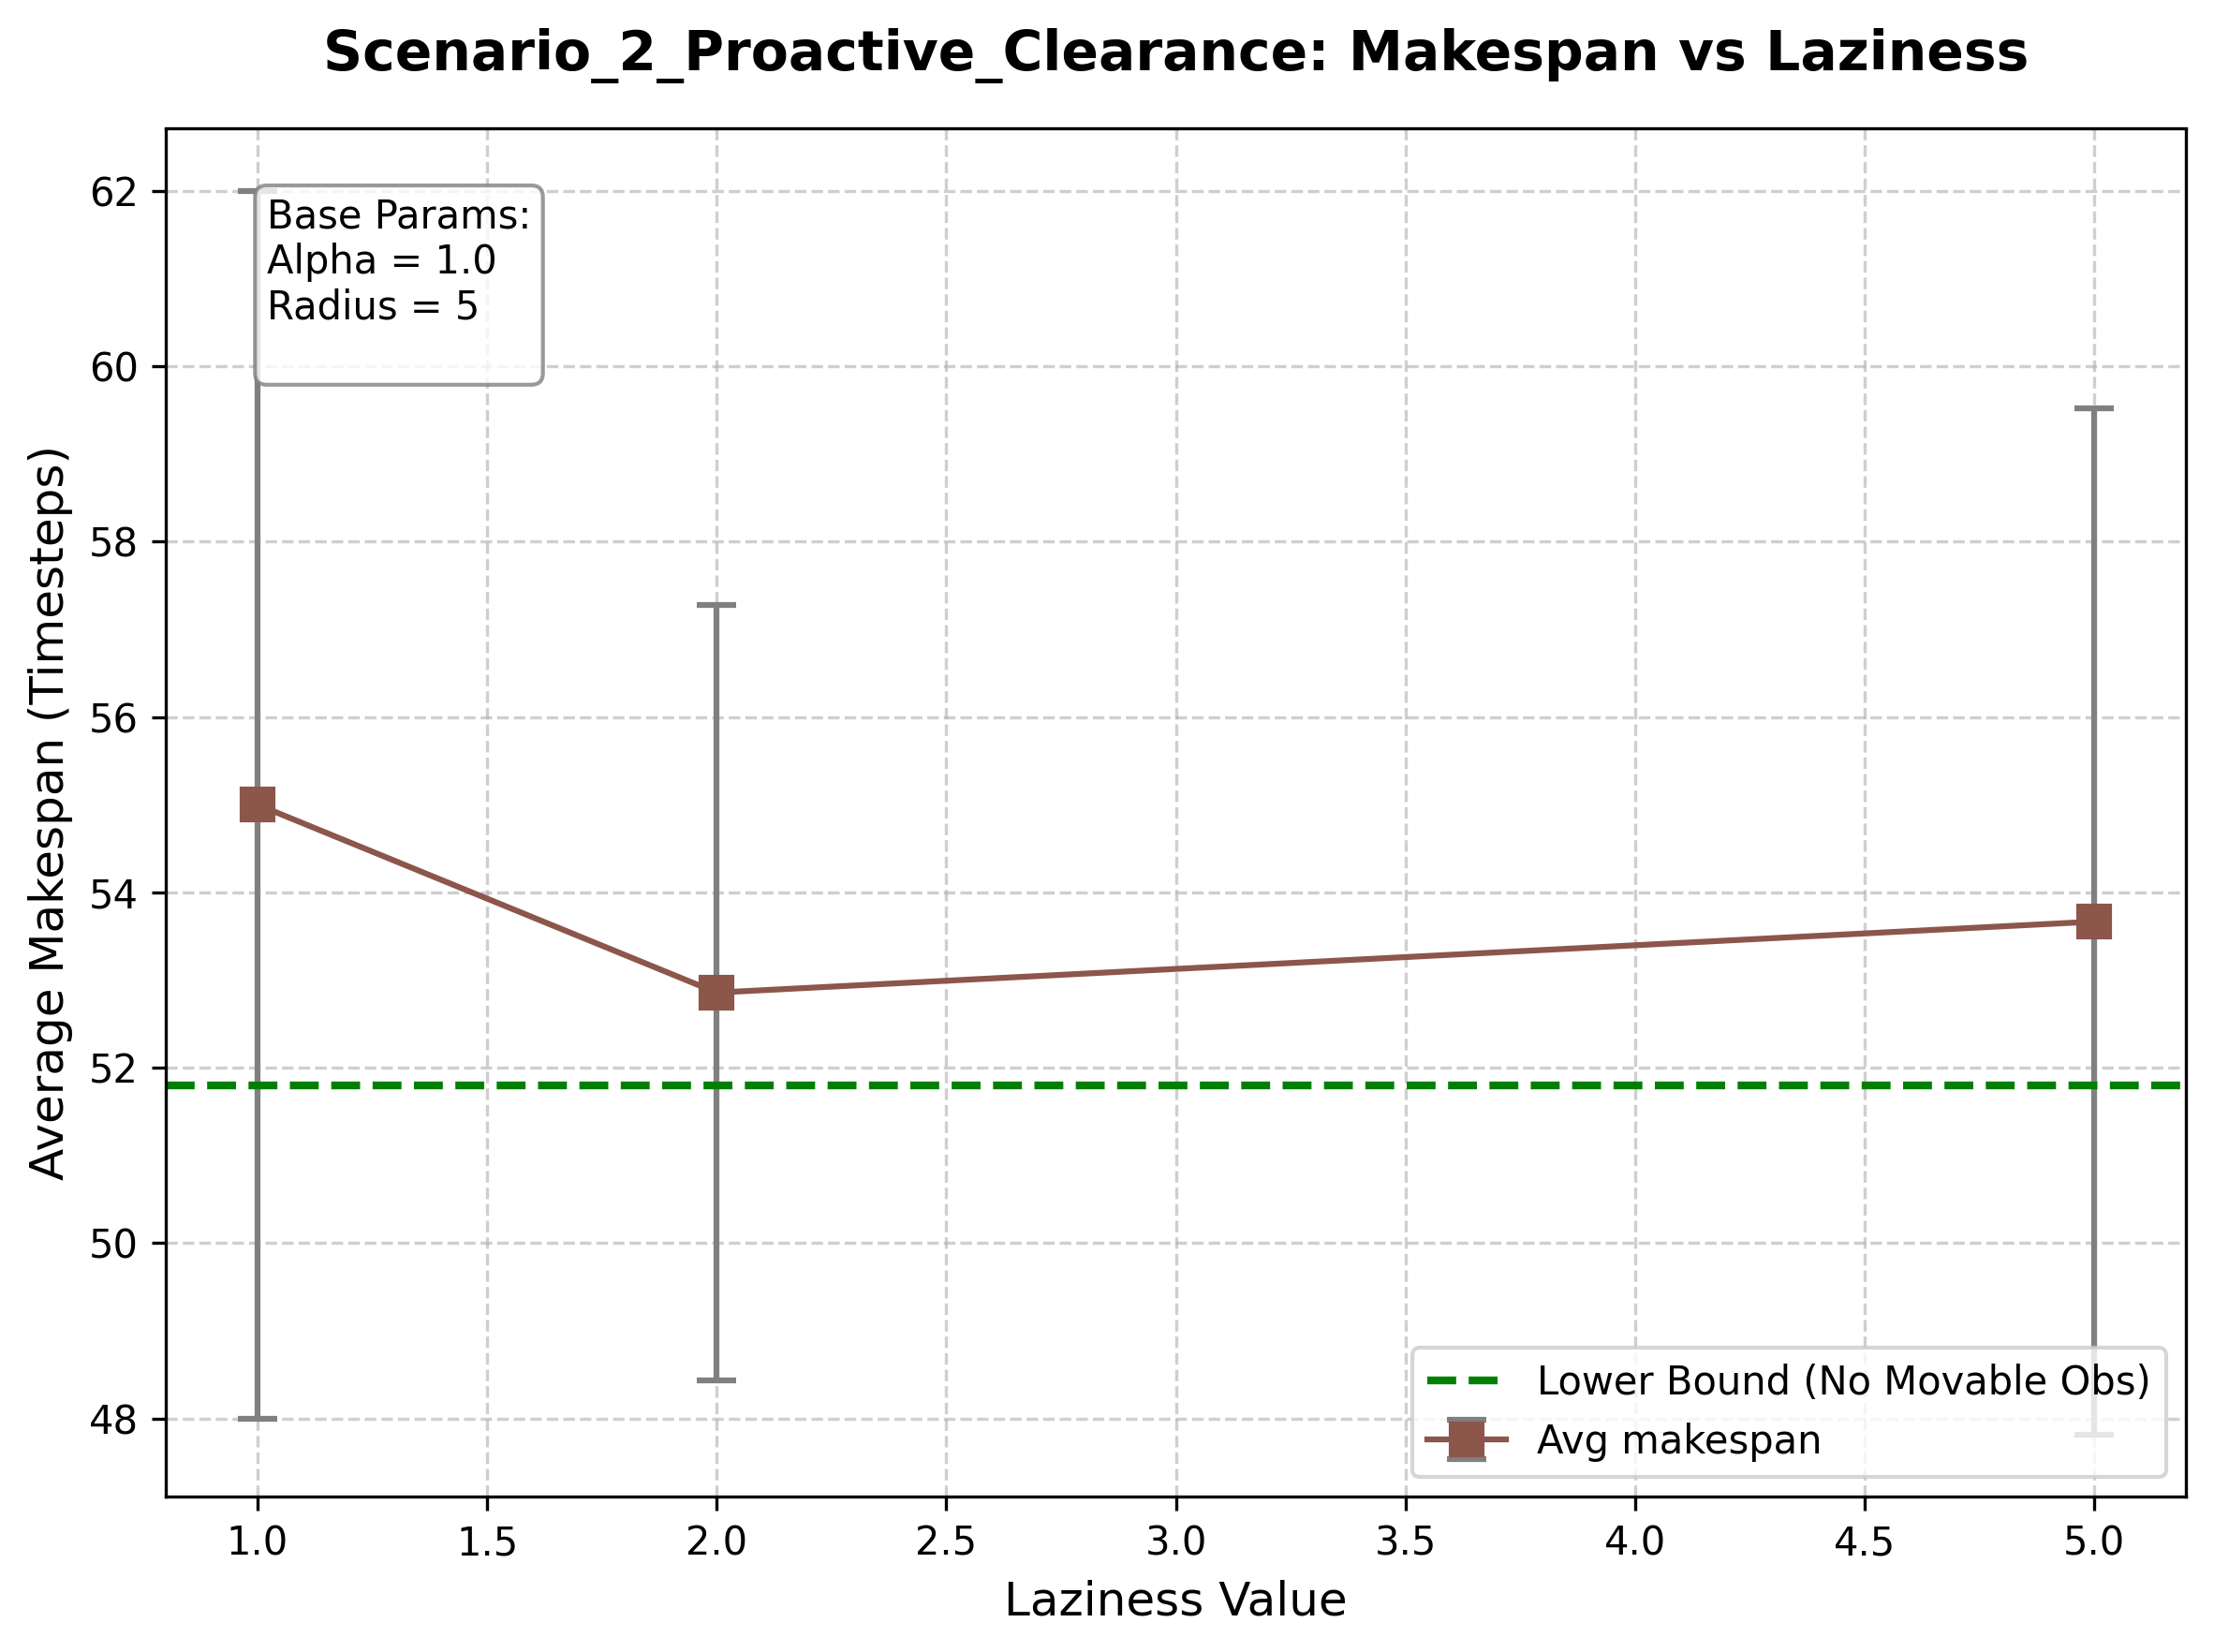 Scenario_2_Proactive_Clearance: Makespan vs Laziness
Average Makespan (Timesteps)
62
60
58
56
54
52
50
48
Base Params:
Alpha = 1.0
Radius = 5
Lower Bound (No Movable Obs)
Avg makespan
1.0 1.5 2.0 2.5 3.0 3.5 4.0 4.5 5.0
Laziness Value